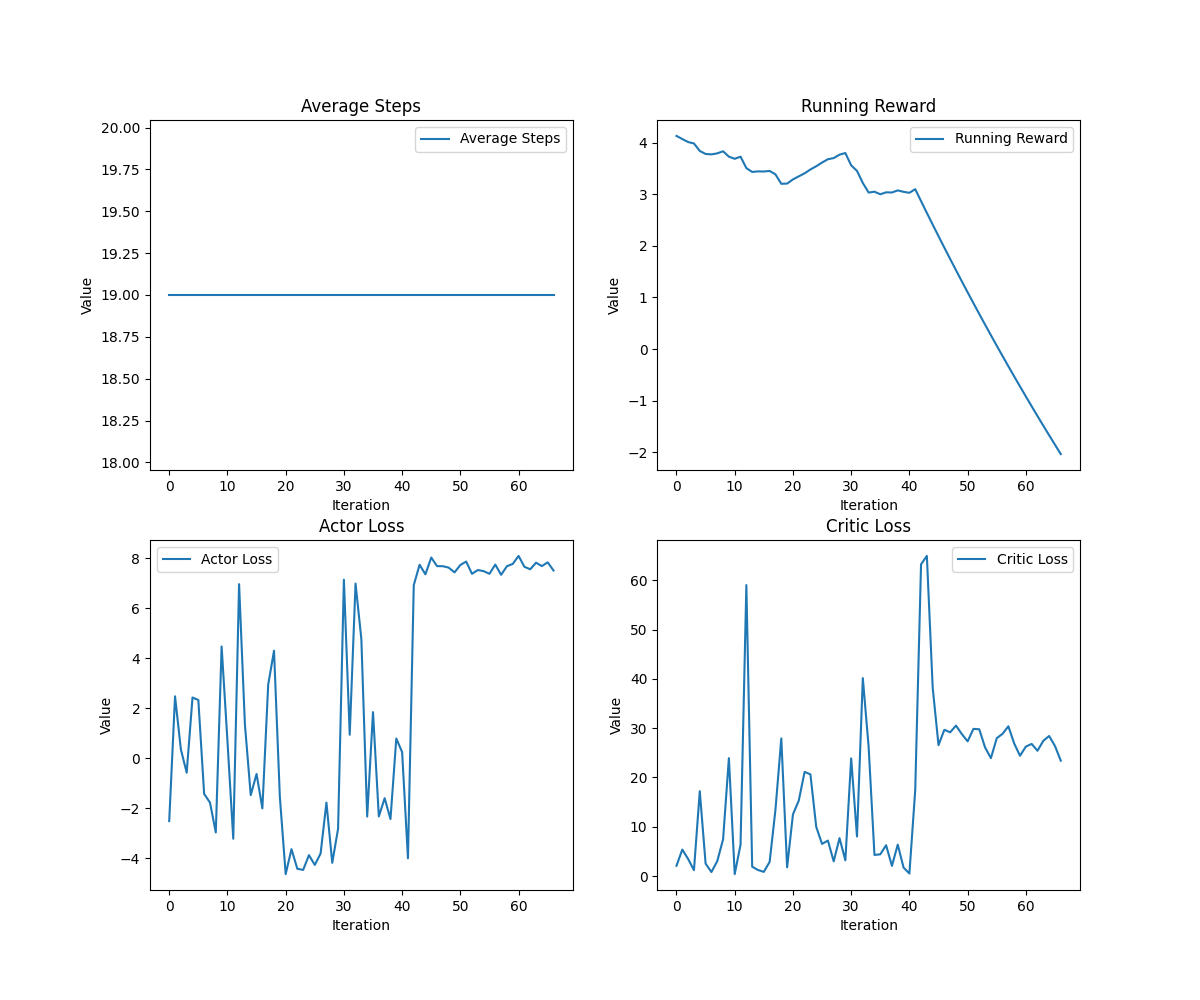 Average Steps
Average Steps
20.00
19.75
19.50
19.25
19.00
18.75
18.50
18.25
18.00
Value
0 10 20 30 40 50 60
Iteration
Running Reward
Running Reward
4
3
2
1
0
−1
−2
Value
0 10 20 30 40 50 60
Iteration
Actor Loss
Actor Loss
8
6
4
2
0
−2
−4
Value
0 10 20 30 40 50 60
Iteration
Critic Loss
Critic Loss
60
50
40
30
20
10
0
Value
0 10 20 30 40 50 60
Iteration